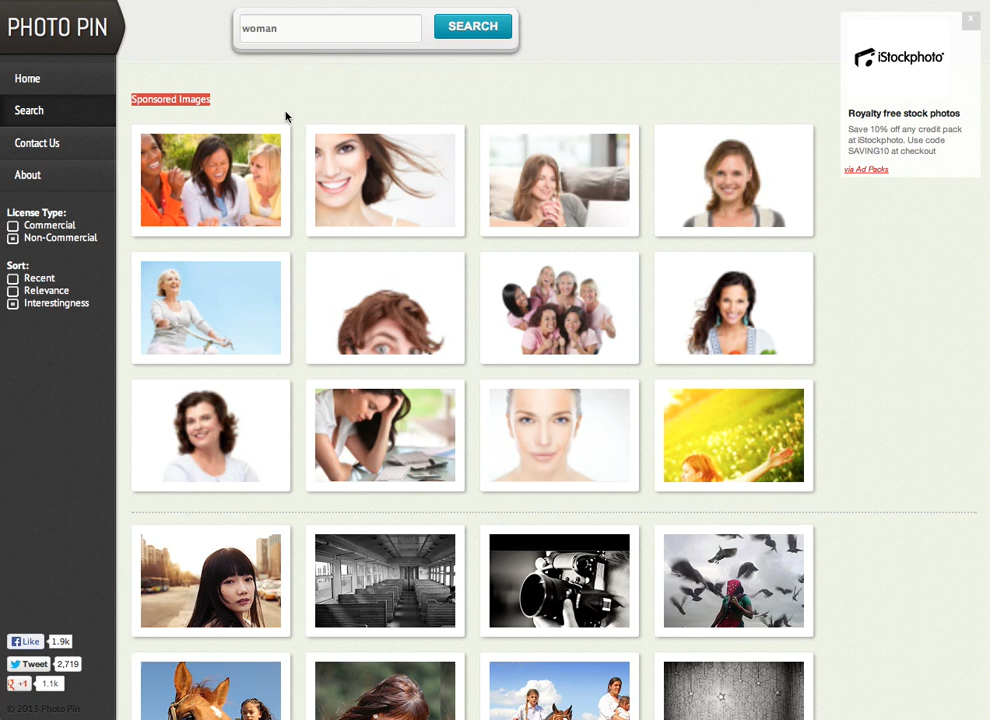 PHOTO PIN
woman
SEARCH
Home
Search
Contact Us
About
License Type:
Commercial
Non-Commercial
Sort:
Recent
Relevance
Interestingness
Like 1.9k
Tweet 2,719
+1 1.1k
© 2013 Photo Pin
Sponsored Images
x
iStockphoto
Royalty free stock photos
Save 10% off any credit pack
at iStockphoto. Use code
SAVING10 at checkout
via Ad Packs